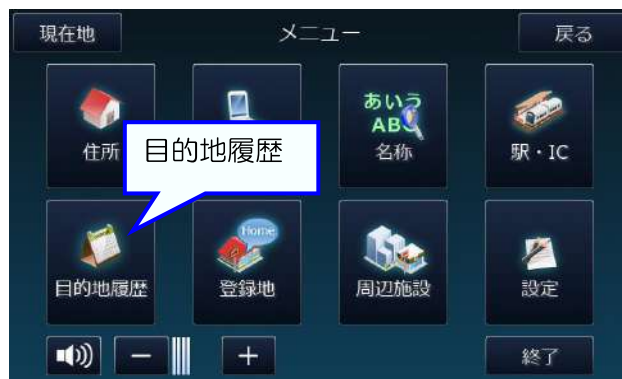 現在地
メニュー
戻る
住所
あいう
ABC
名称
駅・IC
目的地履歴
目的地履歴
Home
登録地
周辺施設
設定
終了